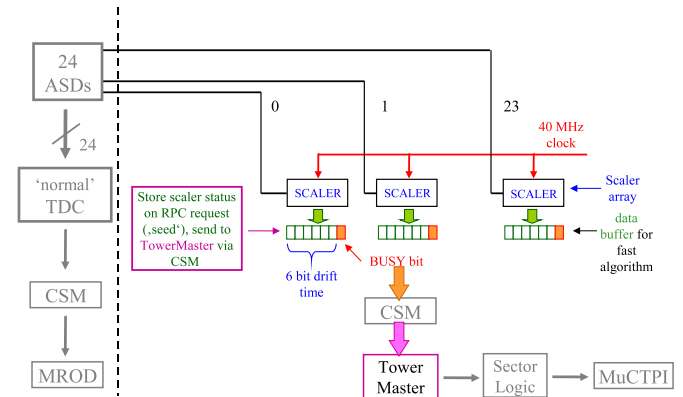 24
ASDs
24
'normal'
TDC
CSM
MROD
0
1
23
40 MHz
clock
SCALER
SCALER
SCALER
Scaler
array
Store scaler status
on RPC request
(‚seed‘), send to
TowerMaster via
CSM
6 bit drift
time
BUSY bit
data
buffer for
fast
algorithm
CSM
Tower
Master
Sector
Logic
MuCTPI